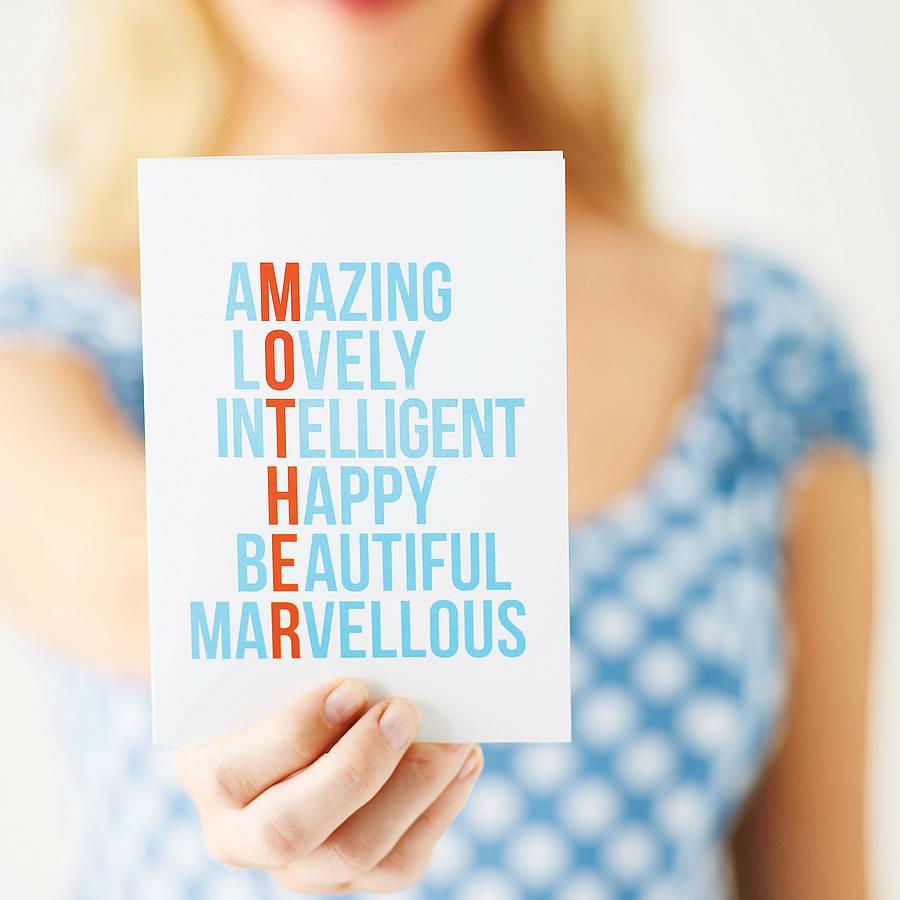 AMAZING
LOVELY
INTELLIGENT
HAPPY
BEAUTIFUL
MARVELLOUS